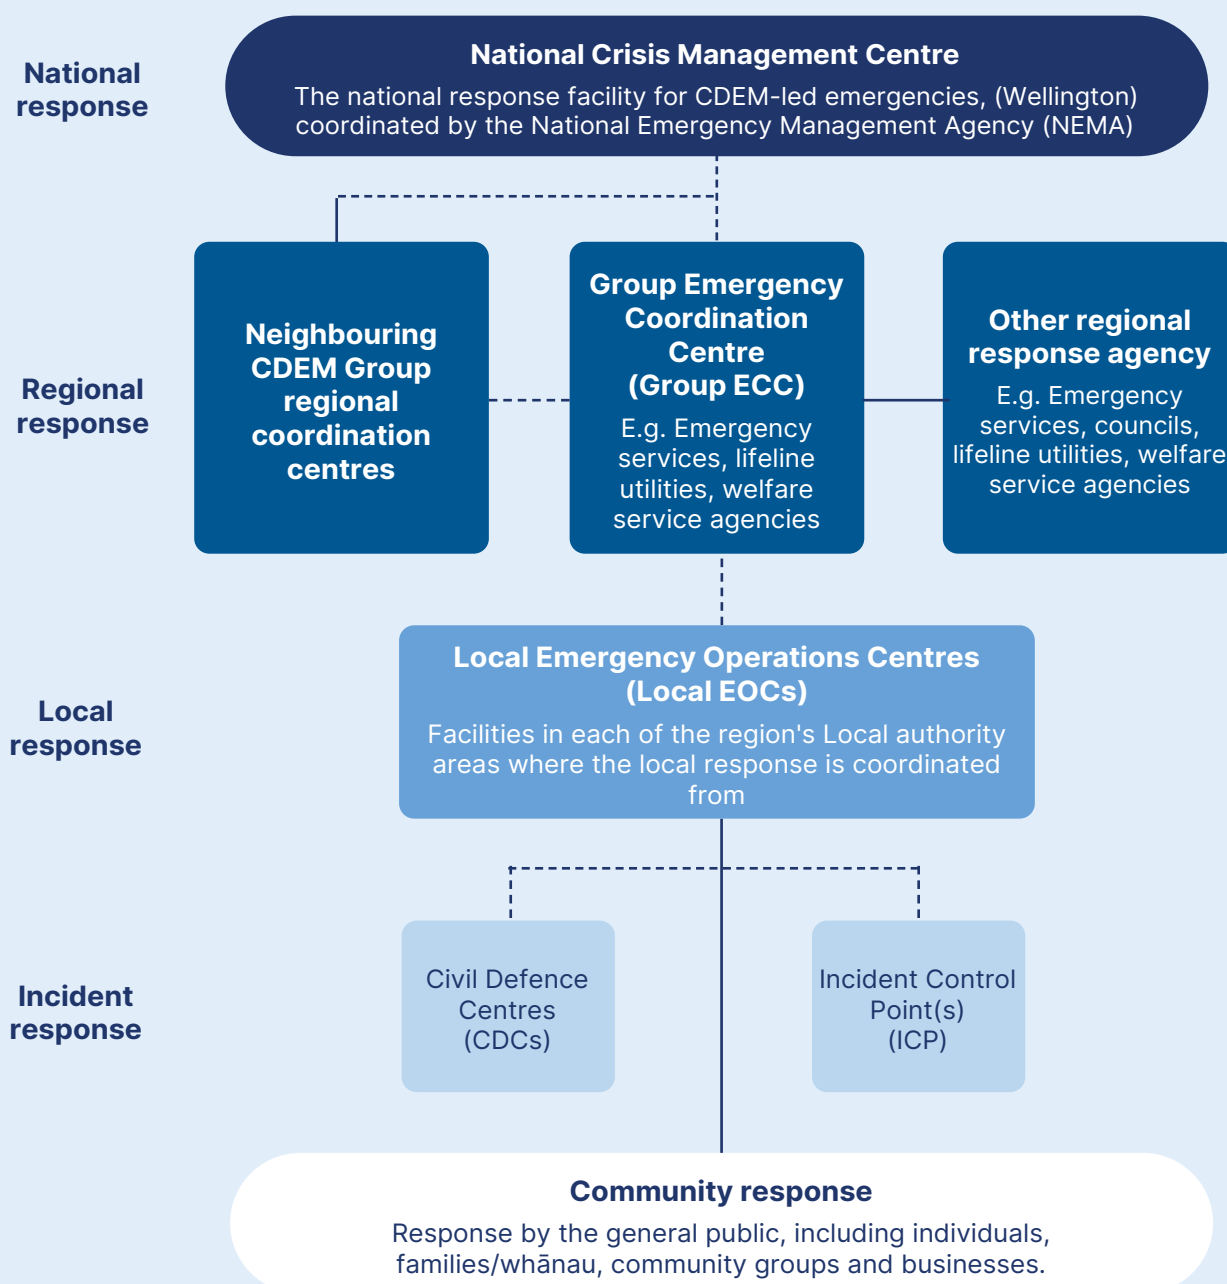 National
response
National Crisis Management Centre
The national response facility for CDEM-led emergencies, (Wellington)
coordinated by the National Emergency Management Agency (NEMA)
Regional
response
Neighbouring
CDEM Group
regional
coordination
centres
Group Emergency
Coordination
Centre
(Group ECC)
E.g. Emergency
services, lifeline
utilities, welfare
service agencies
Other regional
response agency
E.g. Emergency
services, councils,
lifeline utilities, welfare
service agencies
Local
response
Local Emergency Operations Centres
(Local EOCs)
Facilities in each of the region's Local authority
areas where the local response is coordinated
from
Incident
response
Civil Defence
Centres
(CDCs)
Incident Control
Point(s)
(ICP)
Community response
Response by the general public, including individuals,
families/whānau, community groups and businesses.